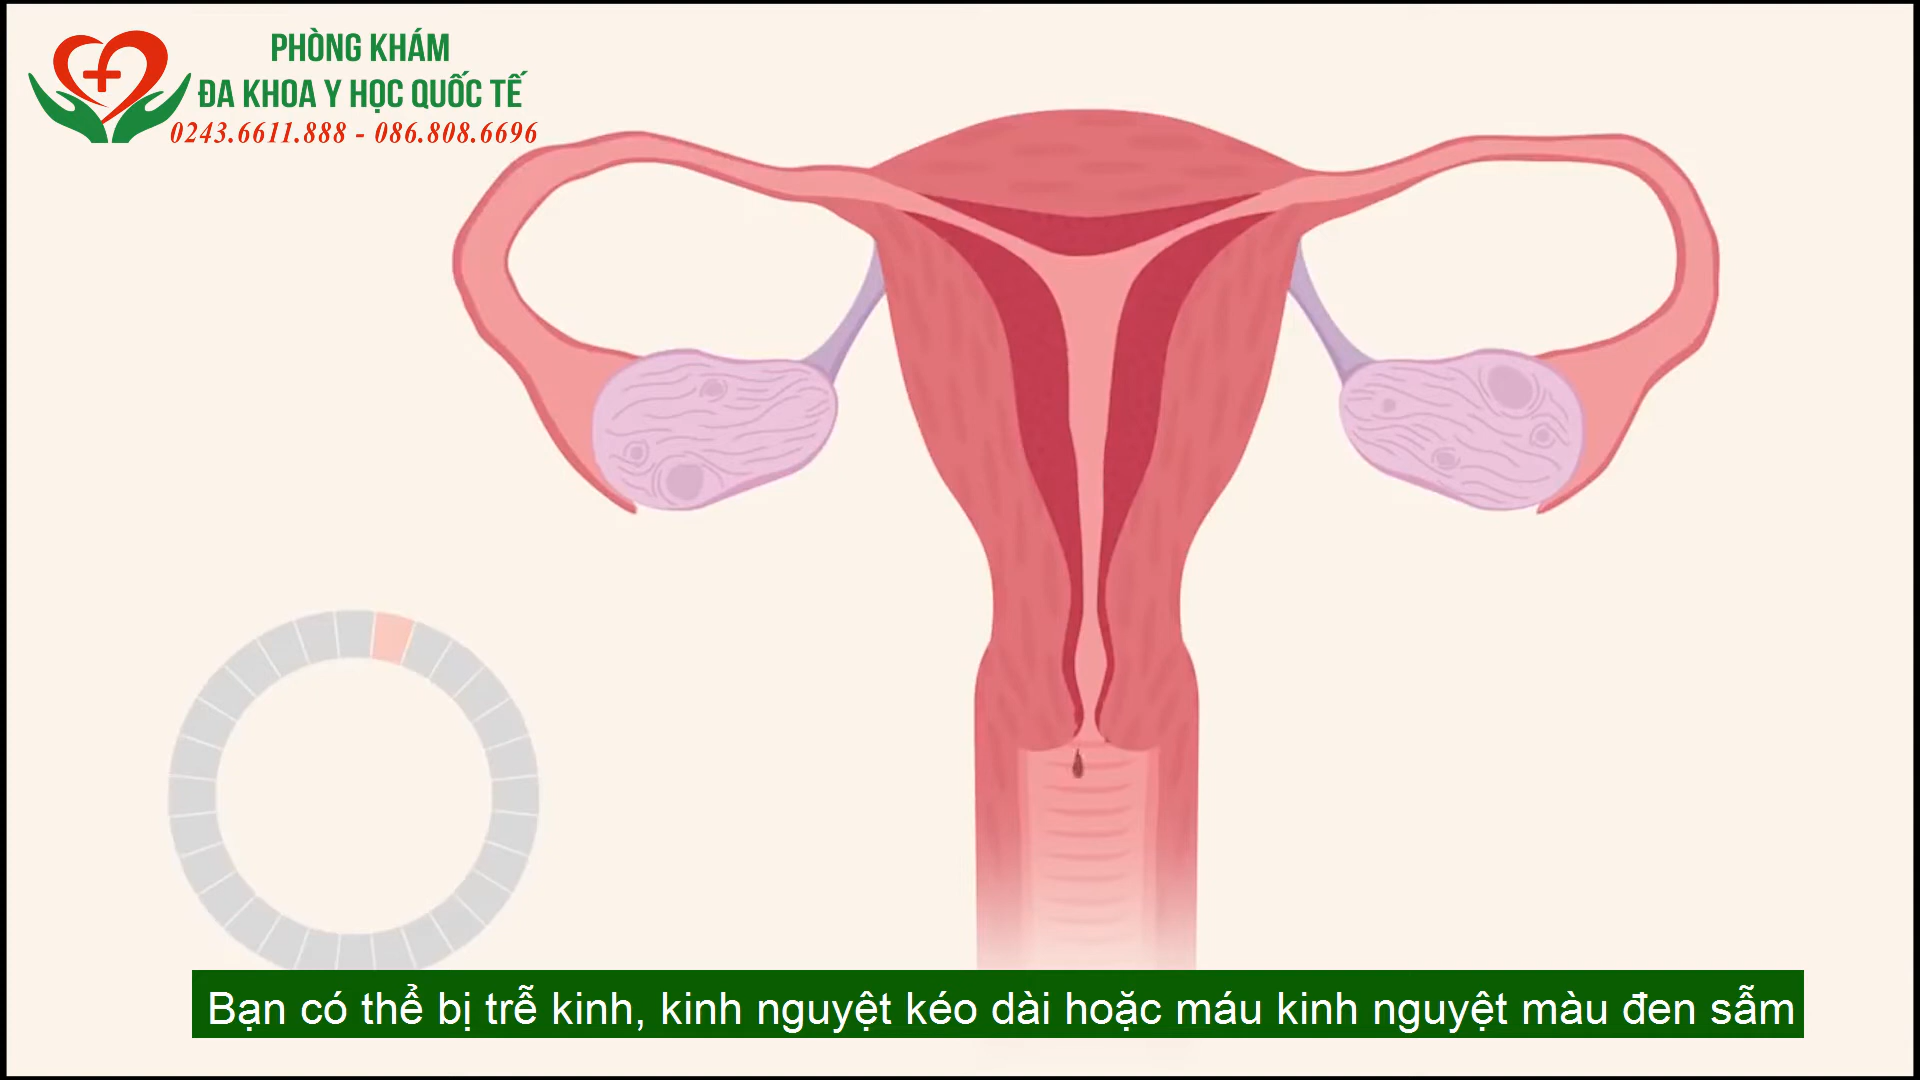 PHÒNG KHÁM
ĐA KHOA Y HỌC QUỐC TẾ
0243.6611.888 - 086.808.6696
Bạn có thể bị trễ kinh, kinh nguyệt kéo dài hoặc máu kinh nguyệt màu đen sẫm